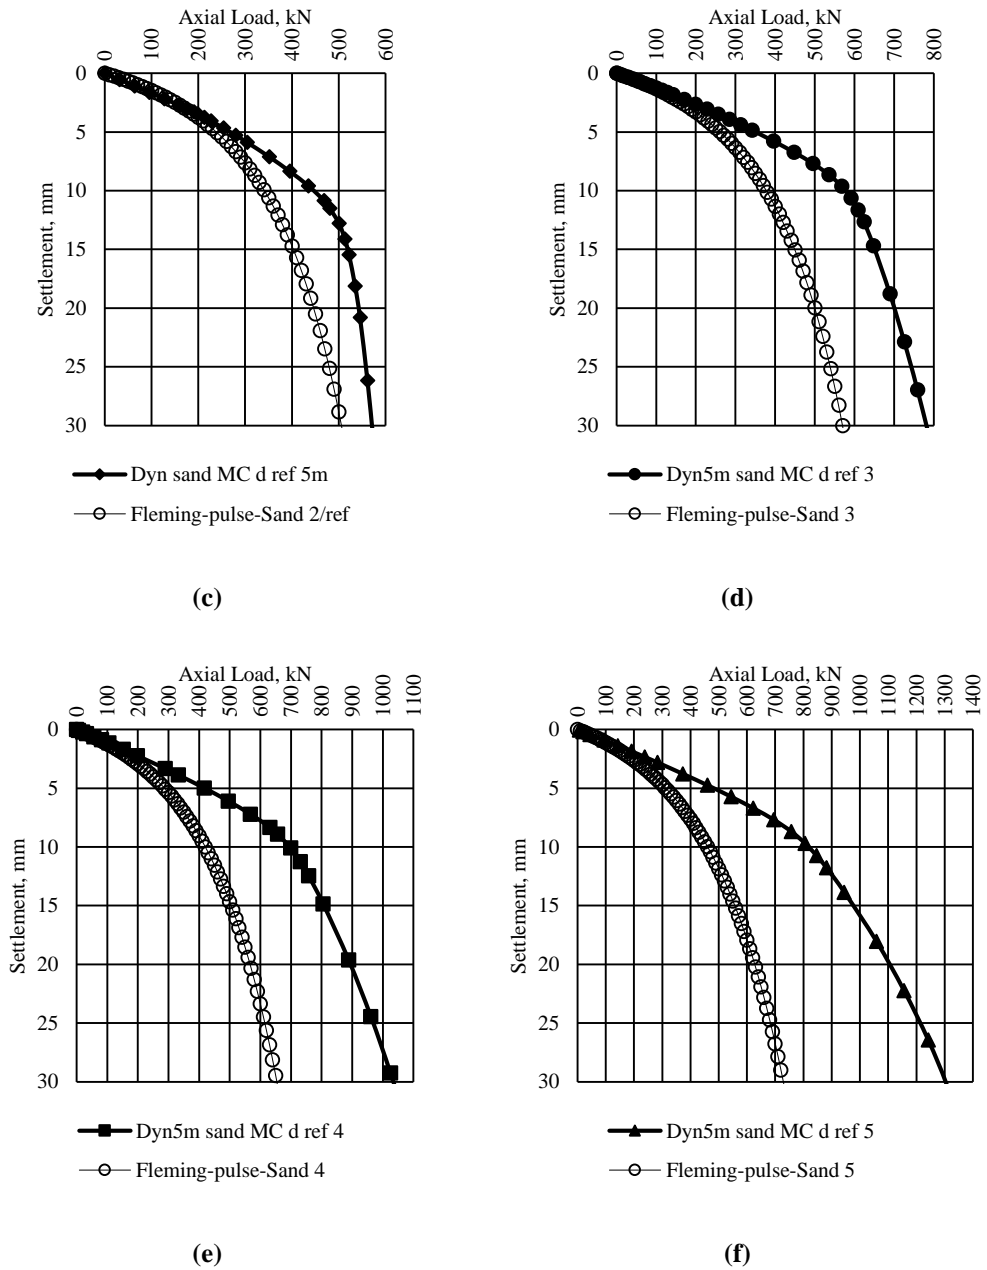 Axial Load, kN
0 100 200 300 400 500 600
Settlement, mm
0
5
10
15
20
25
30
Dyn sand MC d ref 5m
Fleming-pulse-Sand 2/ref
(c)
Axial Load, kN
0 100 200 300 400 500 600 700 800
Settlement, mm
0
5
10
15
20
25
30
Dyn5m sand MC d ref 3
Fleming-pulse-Sand 3
(d)
Axial Load, kN
0 100 200 300 400 500 600 700 800 900 1000 1100
Settlement, mm
0
5
10
15
20
25
30
Dyn5m sand MC d ref 4
Fleming-pulse-Sand 4
(e)
Axial Load, kN
0 100 200 300 400 500 600 700 800 900 1000 1100 1200 1300 1400
Settlement, mm
0
5
10
15
20
25
30
Dyn5m sand MC d ref 5
Fleming-pulse-Sand 5
(f)